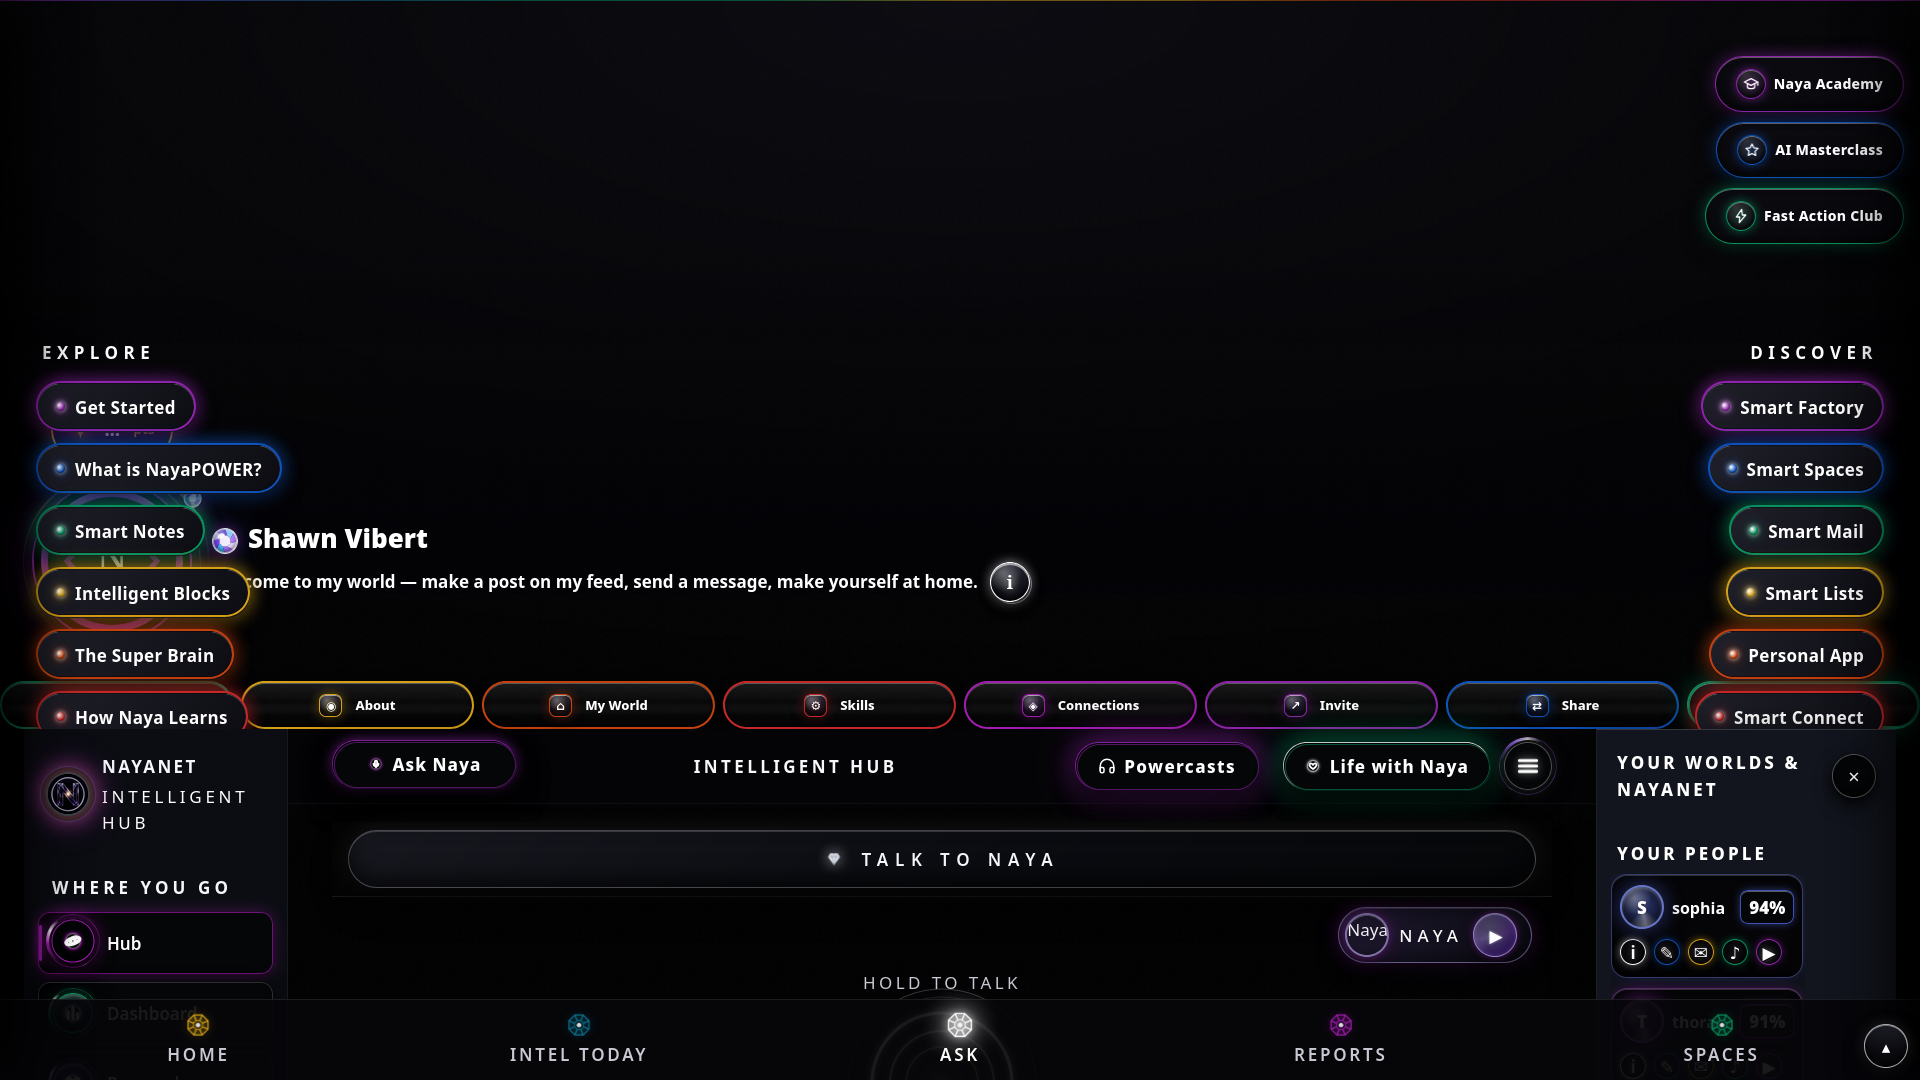 Naya Academy
AI Masterclass
Fast Action Club
EXPLORE
DISCOVER
Get Started
Smart Factory
What is NayaPOWER?
Smart Spaces
Smart Notes
Smart Mail
Shawn Vibert
come to my world — make a post on my feed, send a message, make yourself at home.
i
Intelligent Blocks
Smart Lists
The Super Brain
Personal App
How Naya Learns
About
My World
Skills
Connections
Invite
Share
Smart Connect
NAYANET
INTELLIGENT
HUB
Ask Naya
INTELLIGENT HUB
Powercasts
Life with Naya
YOUR WORLDS &
NAYANET
TALK TO NAYA
YOUR PEOPLE
WHERE YOU GO
S sophia 94%
Naya NAYA
Hub
HOLD TO TALK
Dashboard
T thora 91%
HOME
INTEL TODAY
ASK
REPORTS
SPACES